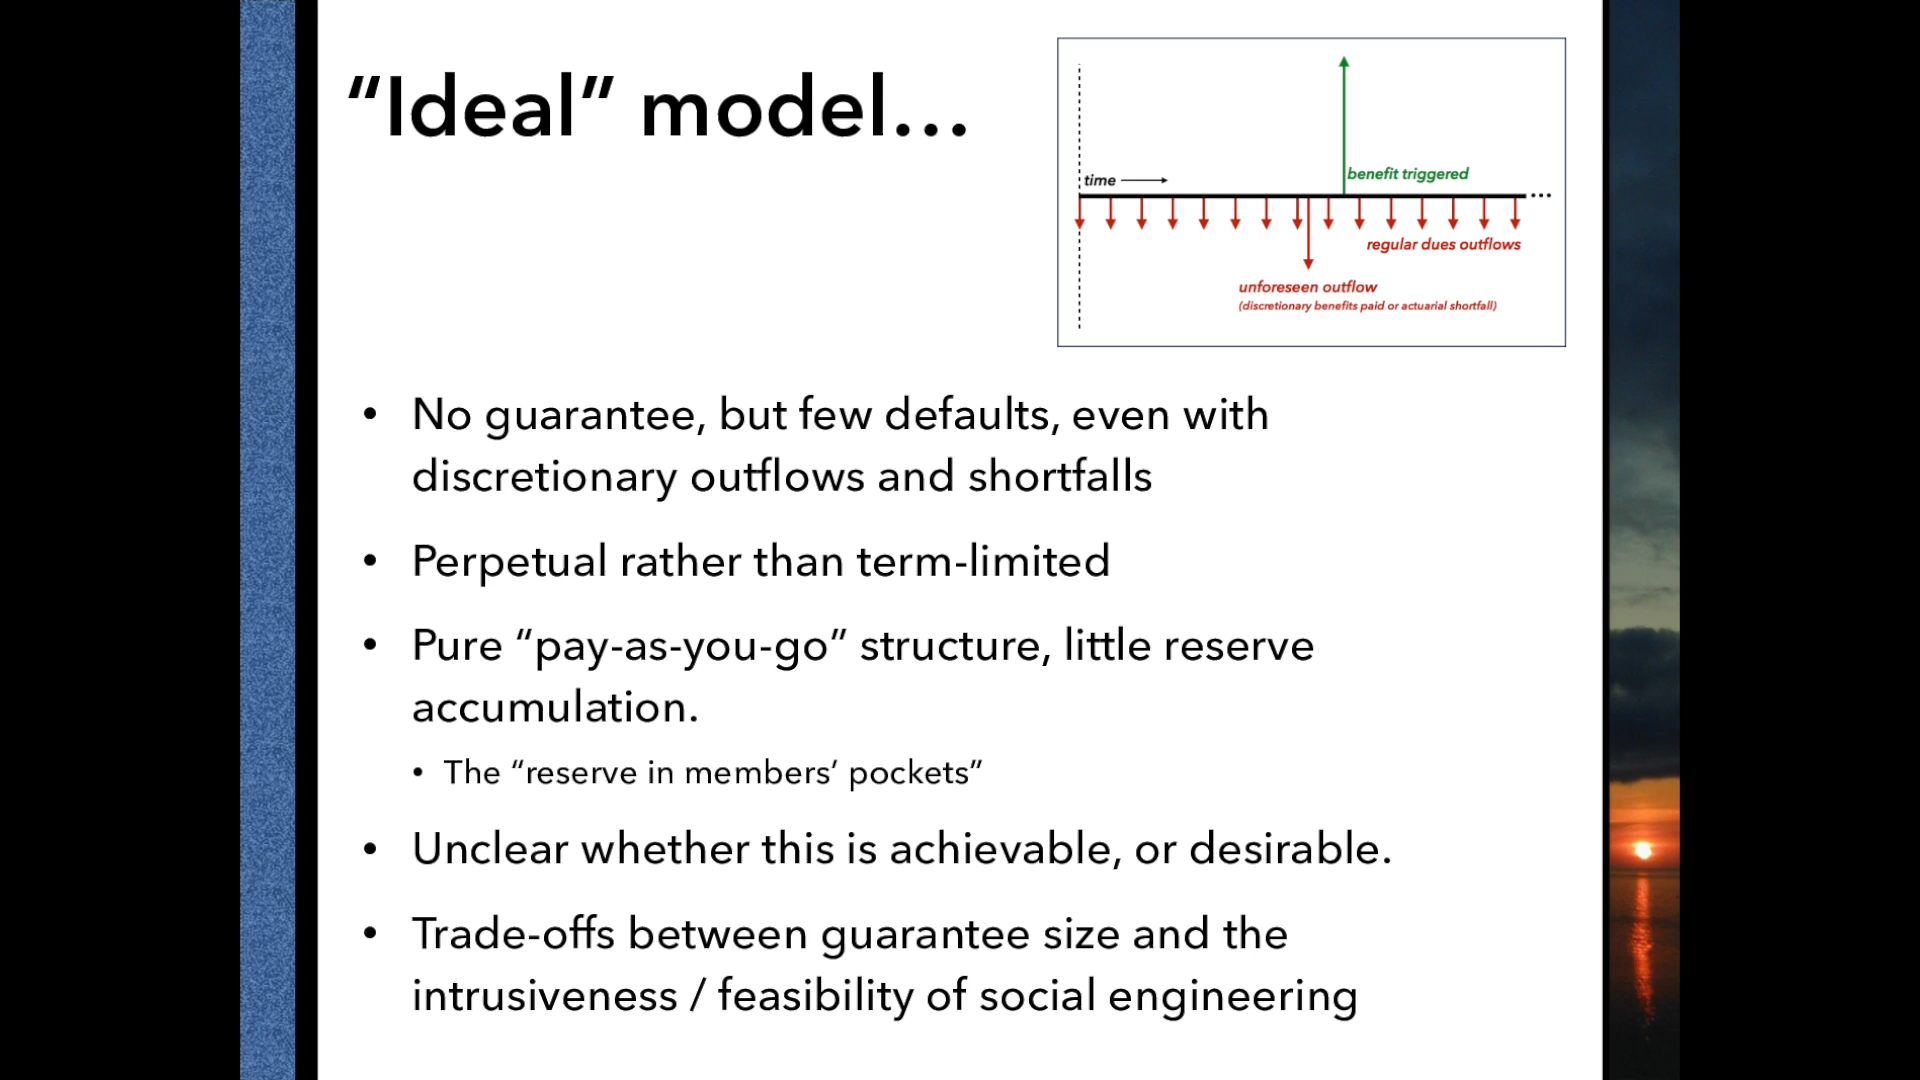 “Ideal” model...
time
benefit triggered
...
regular dues outflows
unforeseen outflow
(discretionary benefits paid or actuarial shortfall)
• No guarantee, but few defaults, even with
discretionary outflows and shortfalls
• Perpetual rather than term-limited
• Pure “pay-as-you-go” structure, little reserve
accumulation.
• The “reserve in members’ pockets”
• Unclear whether this is achievable, or desirable.
• Trade-offs between guarantee size and the
intrusiveness / feasibility of social engineering